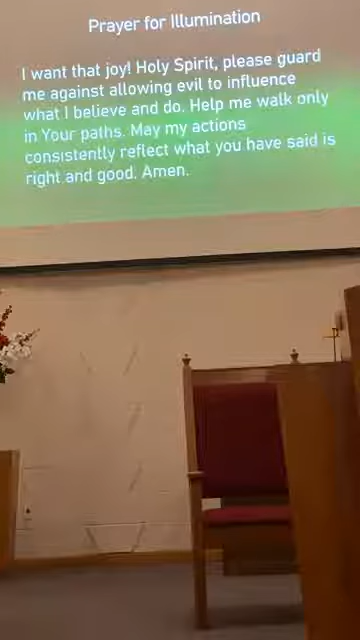 Prayer for Illumination
I want that joy! Holy Spirit, please guard
me against allowing evil to influence
what I believe and do. Help me walk only
in Your paths. May my actions
consistently reflect what you have said is
right and good. Amen.